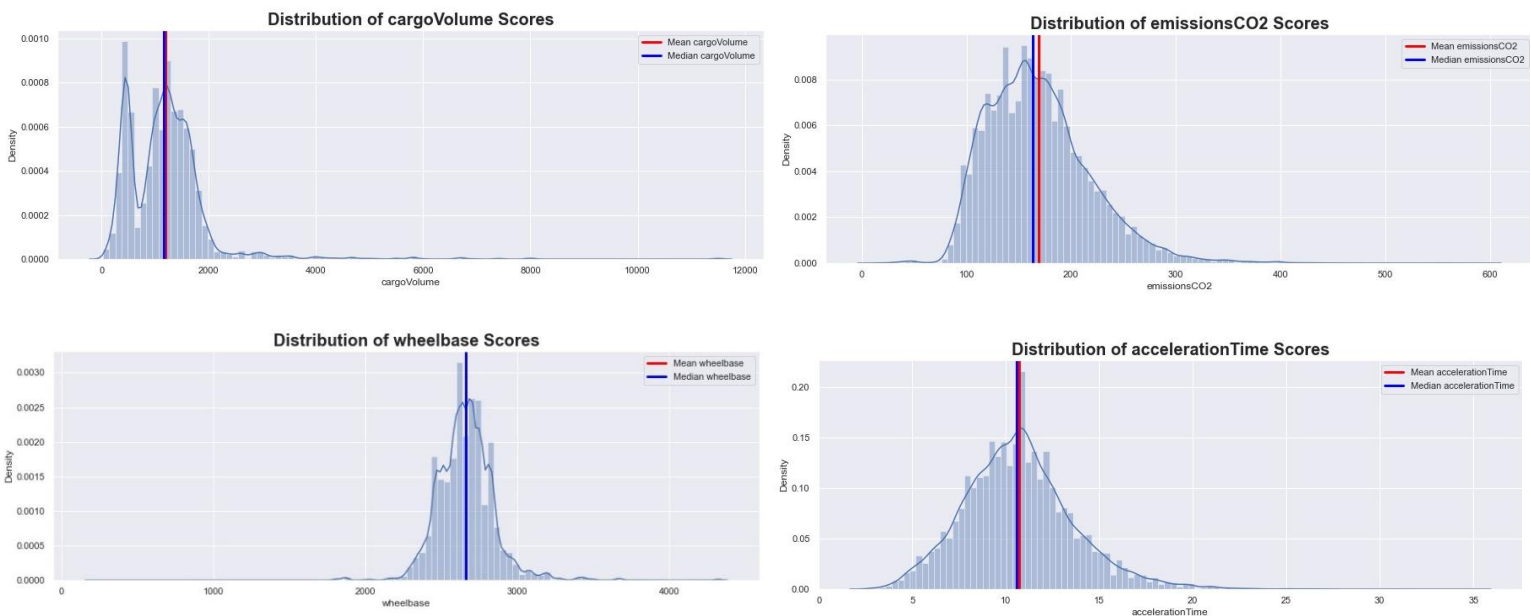 Distribution of cargoVolume Scores
0.0010
0.0008
0.0006
0.0004
0.0002
0.0000
Density
Mean cargoVolume
Median cargoVolume
0 2000 4000 6000 8000 10000 12000
cargoVolume
Distribution of emissionsCO2 Scores
0.008
0.006
0.004
0.002
0.000
Density
Mean emissionsCO2
Median emissionsCO2
0 100 200 300 400 500 600
emissionsCO2
Distribution of wheelbase Scores
0.0030
0.0025
0.0020
0.0015
0.0010
0.0005
0.0000
Density
Mean wheelbase
Median wheelbase
0 1000 2000 3000 4000
wheelbase
Distribution of accelerationTime Scores
0.20
0.15
0.10
0.05
0.00
Density
Mean accelerationTime
Median accelerationTime
0 5 10 15 20 25 30 35
accelerationTime